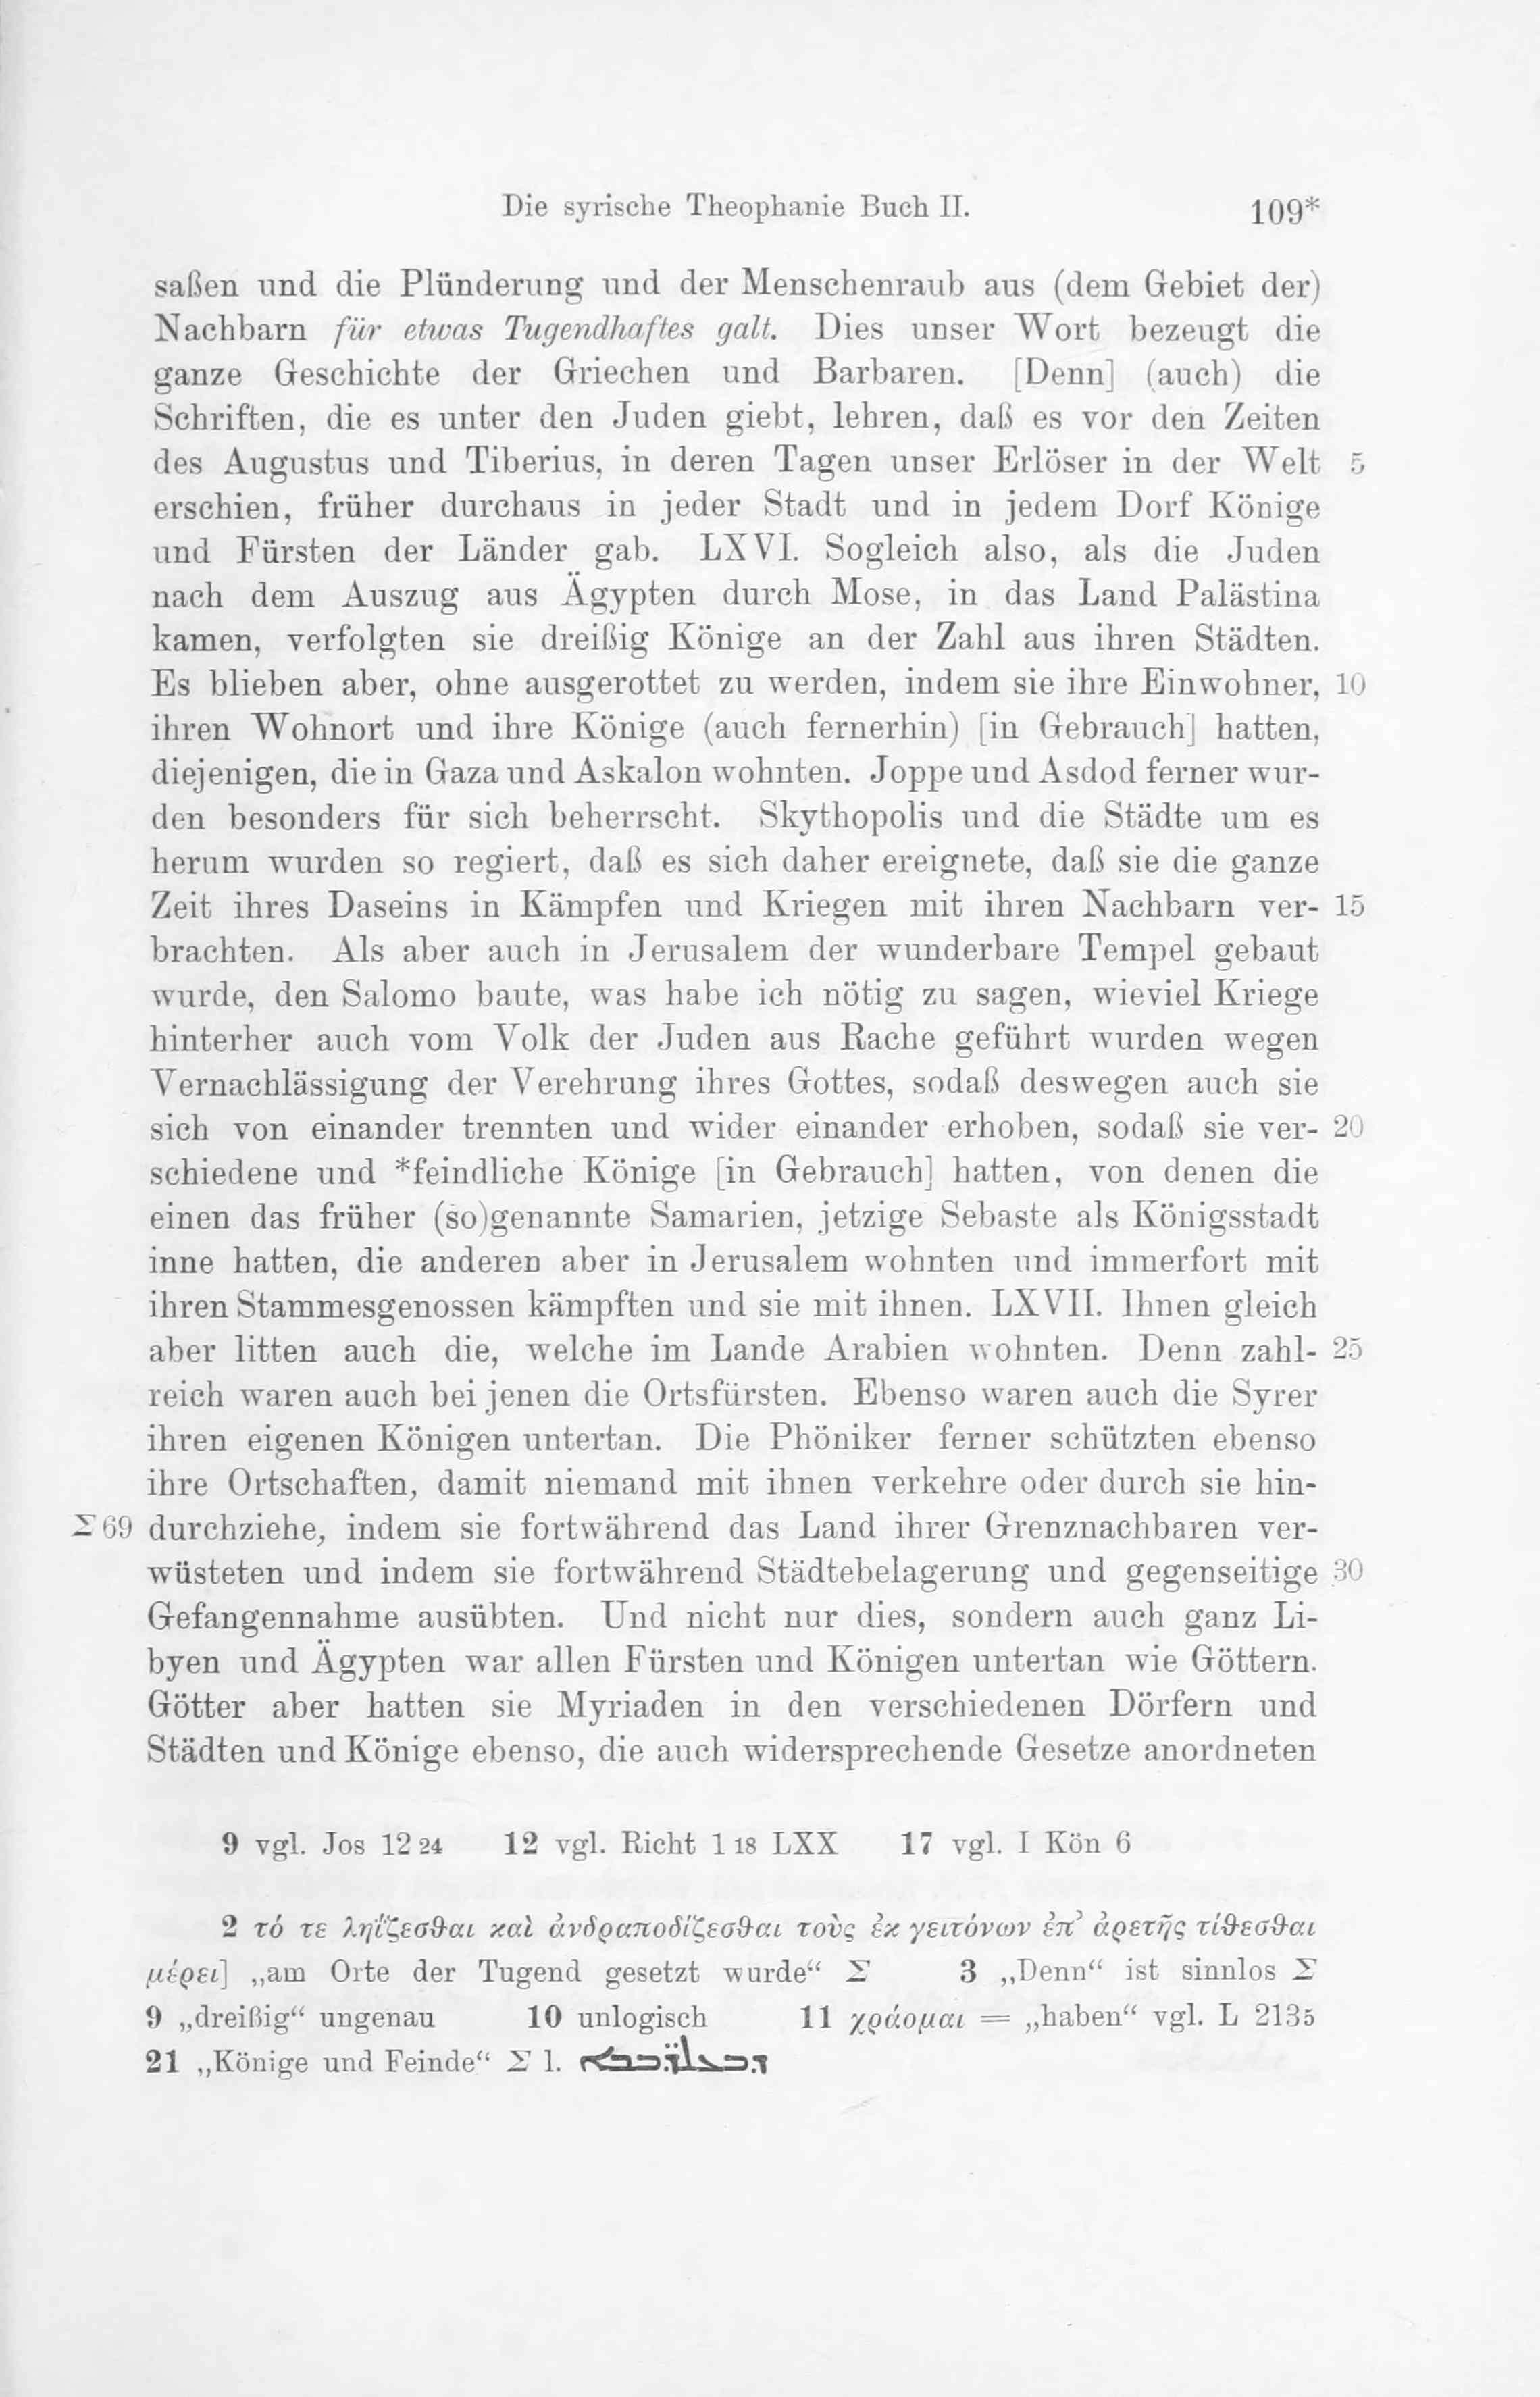 Die syrische Theophanie Buch II. 109*
saßen und die Plünderung und der Menschenraub aus (dem Gebiet der)
Nachbarn für etwas Tugendhaftes galt. Dies unser Wort bezeugt die
ganze Geschichte der Griechen und Barbaren. [Denn] (auch) die
Schriften, die es unter den Juden giebt, lehren, daß es vor den Zeiten
des Augustus und Tiberius, in deren Tagen unser Erlöser in der Welt 5
erschien, früher durchaus in jeder Stadt und in jedem Dorf Könige
und Fürsten der Länder gab. LXVI. Sogleich also, als die Juden
nach dem Auszug aus Ägypten durch Mose, in das Land Palästina
kamen, verfolgten sie dreißig Könige an der Zahl aus ihren Städten.
Es blieben aber, ohne ausgerottet zu werden, indem sie ihre Einwohner, 10
ihren Wohnort und ihre Könige (auch fernerhin) [in Gebrauch] hatten,
diejenigen, die in Gaza und Askalon wohnten. Joppe und Asdod ferner wur-
den besonders für sich beherrscht. Skythopolis und die Städte um es
herum wurden so regiert, daß es sich daher ereignete, daß sie die ganze
Zeit ihres Daseins in Kämpfen und Kriegen mit ihren Nachbarn ver- 15
brachten. Als aber auch in Jerusalem der wunderbare Tempel gebaut
wurde, den Salomo baute, was habe ich nötig zu sagen, wieviel Kriege
hinterher auch vom Volk der Juden aus Rache geführt wurden wegen
Vernachlässigung der Verehrung ihres Gottes, sodaß deswegen auch sie
sich von einander trennten und wider einander erhoben, sodaß sie ver- 20
schiedene und *feindliche Könige [in Gebrauch] hatten, von denen die
einen das früher (so)genannte Samarien, jetzige Sebaste als Königsstadt
inne hatten, die anderen aber in Jerusalem wohnten und immerfort mit
ihren Stammesgenossen kämpften und sie mit ihnen. LXVII. Ihnen gleich
aber litten auch die, welche im Lande Arabien wohnten. Denn zahl- 25
reich waren auch bei jenen die Ortsfürsten. Ebenso waren auch die Syrer
ihren eigenen Königen untertan. Die Phöniker ferner schützten ebenso
ihre Ortschaften, damit niemand mit ihnen verkehre oder durch sie hin-
Σ 69 durchziehe, indem sie fortwährend das Land ihrer Grenznachbaren ver-
wüsteten und indem sie fortwährend Städtebelagerung und gegenseitige 30
Gefangennahme ausübten. Und nicht nur dies, sondern auch ganz Li-
byen und Ägypten war allen Fürsten und Königen untertan wie Göttern.
Götter aber hatten sie Myriaden in den verschiedenen Dörfern und
Städten und Könige ebenso, die auch widersprechende Gesetze anordneten
9 vgl. Jos 12 24 12 vgl. Richt 1 18 LXX 17 vgl. I Kön 6
2 τό τε ληΐζεσθαι καὶ ἀνδραποδίζεσθαι τοὺς ἐκ γειτόνων ἐπ' ἀρετῆς τίθεσθαι
μέρει] „am Orte der Tugend gesetzt wurde“ Σ 3 „Denn“ ist sinnlos Σ
9 „dreißig“ ungenau 10 unlogisch 11 χράομαι = „haben“ vgl. L 2135
21 „Könige und Feinde“ Σ l.